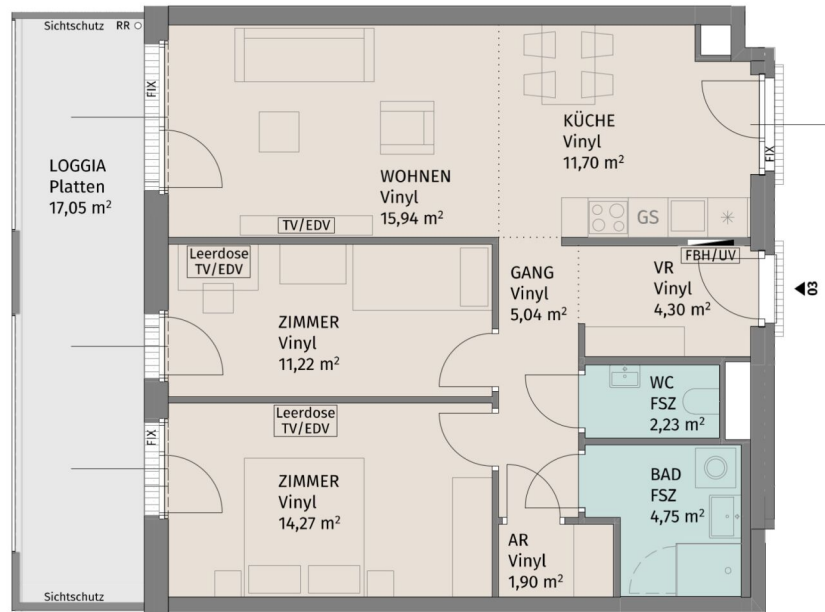 Sichtschutz RR
FIX
LOGGIA
Platten
17,05 m²
WOHNEN
Vinyl
15,94 m²
TV/EDV
KÜCHE
Vinyl
11,70 m²
FIX
GS
Leerdose
TV/EDV
ZIMMER
Vinyl
11,22 m²
GANG
Vinyl
5,04 m²
VR
Vinyl
4,30 m²
FBH/UV
03
WC
FSZ
2,23 m²
FIX
Leerdose
TV/EDV
ZIMMER
Vinyl
14,27 m²
BAD
FSZ
4,75 m²
AR
Vinyl
1,90 m²
Sichtschutz